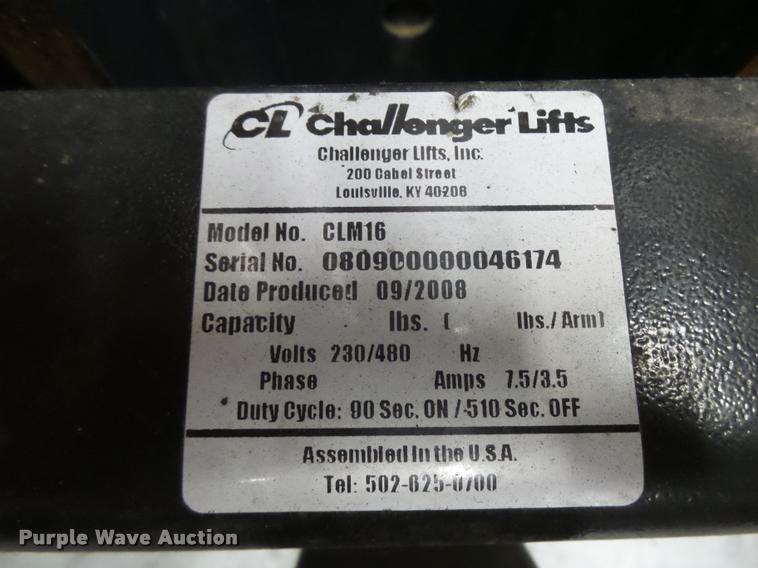 CL Challenger Lifts
Challenger Lifts, Inc.
200 Cabel Street
Louisville, KY 40206
Model No. CLM16
Serial No. 080900000046174
Date Produced 09/2008
Capacity lbs. ( lbs./Arm)
Volts 230/480 Hz
Phase Amps 7.5/3.5
Duty Cycle: 90 Sec. ON / 510 Sec. OFF
Assembled in the U.S.A.
Tel: 502-625-0700
Purple Wave Auction